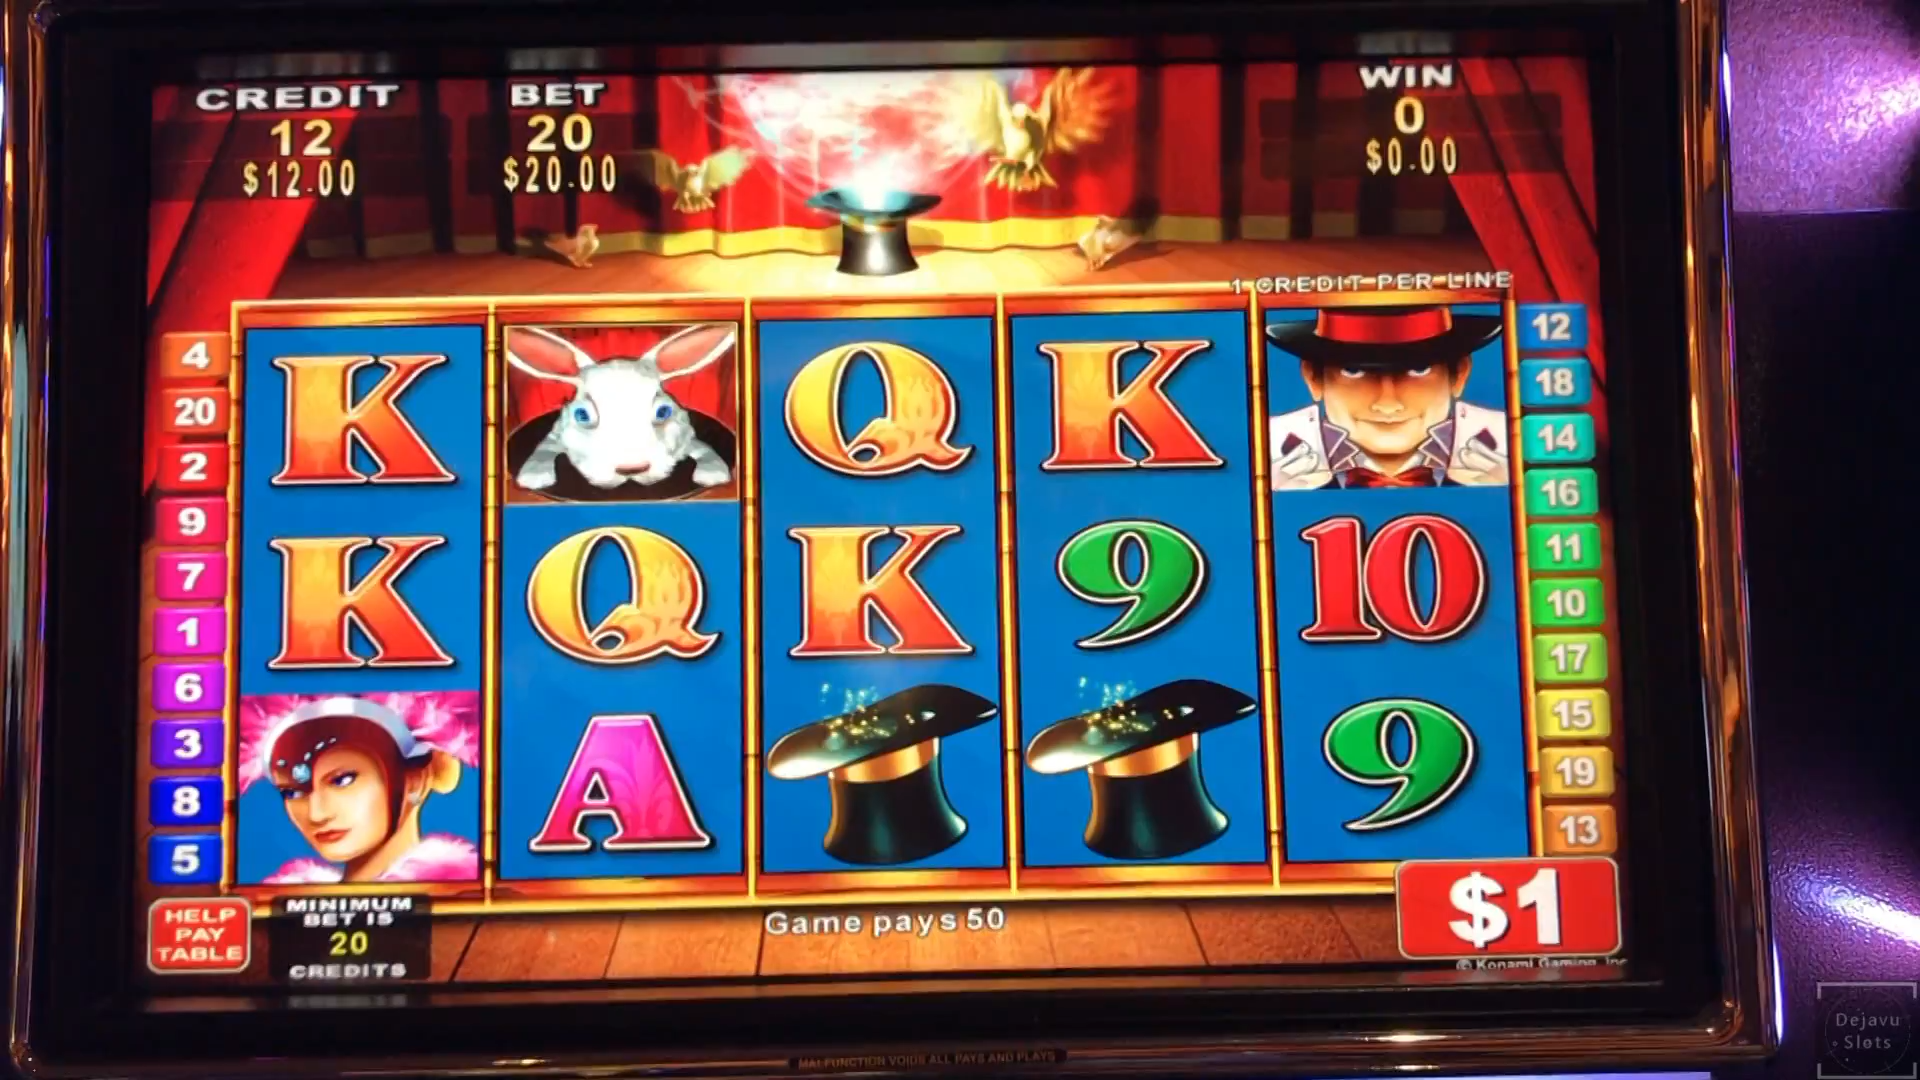 CREDIT
12
$12.00
BET
20
$20.00
WIN
0
$0.00
1 CREDIT PER LINE
4
20
2
9
7
1
6
3
8
5
K
Q
K
K
Q
K
9
10
A
9
12
18
14
16
11
10
17
15
19
13
HELP
PAY
TABLE
MINIMUM
BET IS
20
CREDITS
Game pays 50
$1
© Konami Gaming, Inc
MALFUNCTION VOIDS ALL PAYS AND PLAYS
Dejavu
Slots